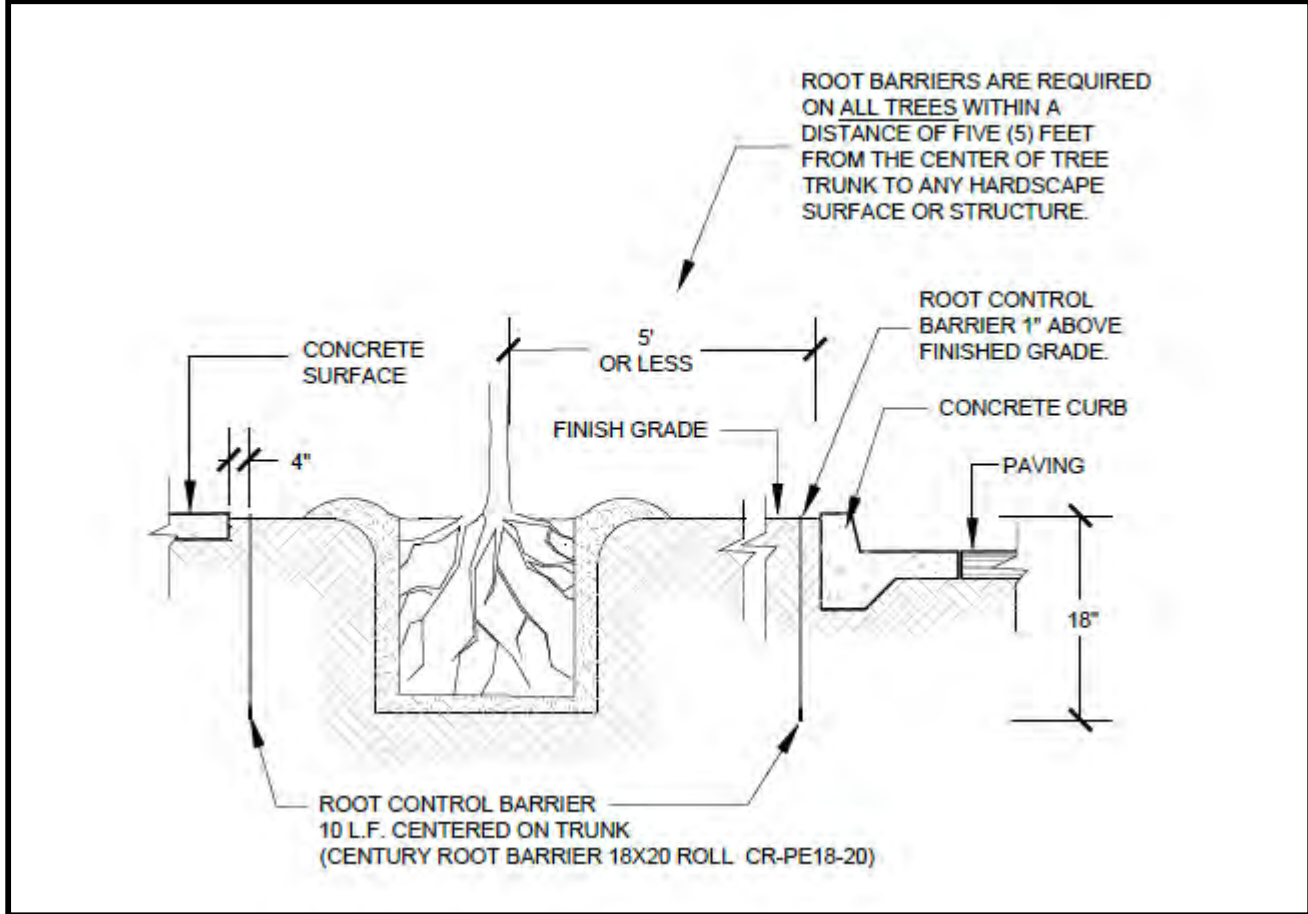 ROOT BARRIERS ARE REQUIRED
ON ALL TREES WITHIN A
DISTANCE OF FIVE (5) FEET
FROM THE CENTER OF TREE
TRUNK TO ANY HARDSCAPE
SURFACE OR STRUCTURE.
ROOT CONTROL
BARRIER 1" ABOVE
FINISHED GRADE.
5'
OR LESS
CONCRETE
SURFACE
CONCRETE CURB
FINISH GRADE
4"
PAVING
18"
ROOT CONTROL BARRIER
10 L.F. CENTERED ON TRUNK
(CENTURY ROOT BARRIER 18X20 ROLL CR-PE18-20)